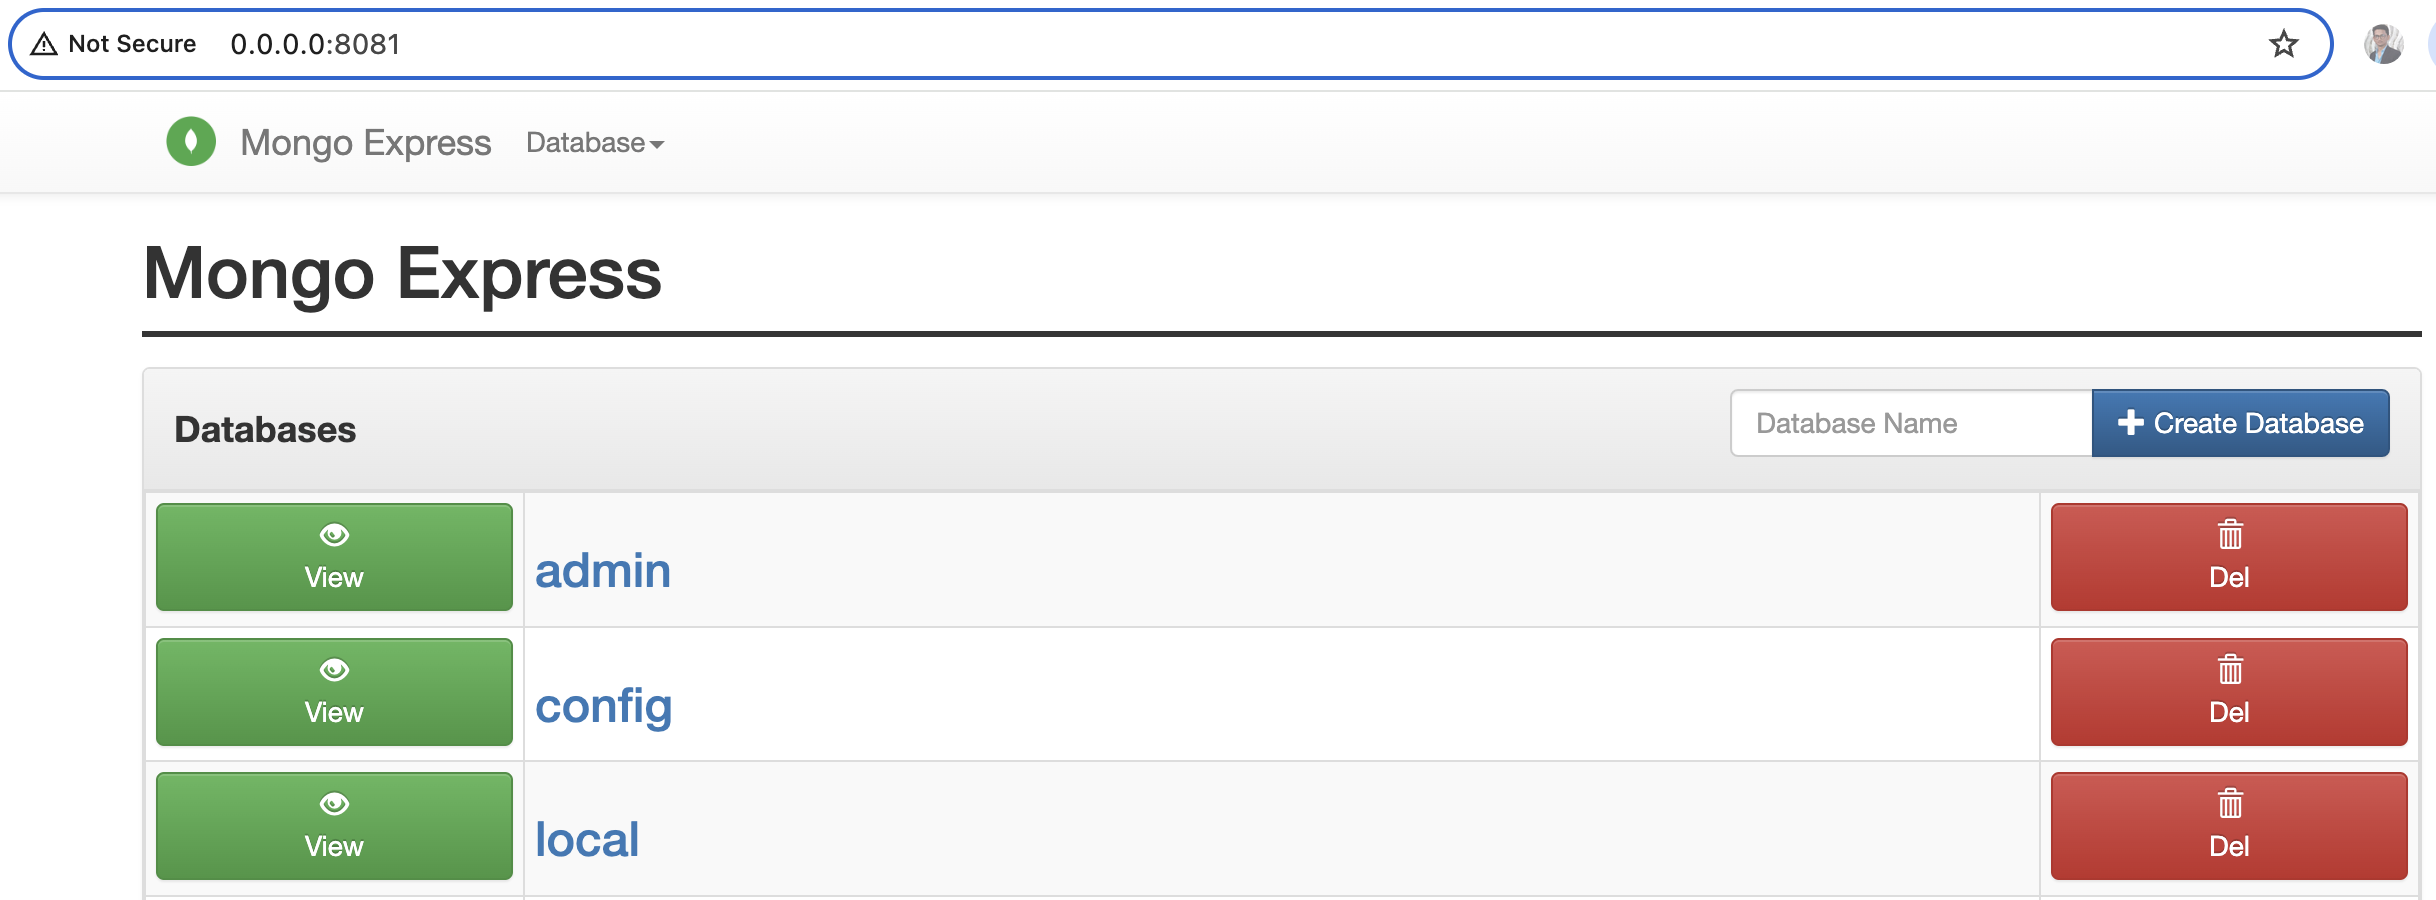 Not Secure 0.0.0.0:8081
Mongo Express Database
Mongo Express
Databases Database Name Create Database
View admin Del
View config Del
View local Del